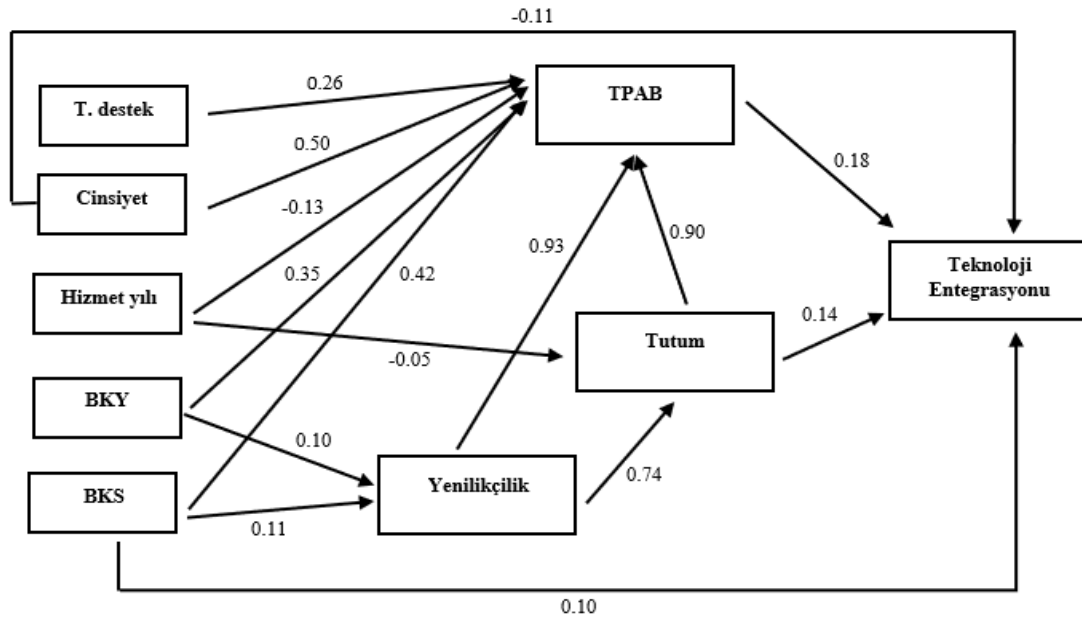 -0.11
T. destek
0.26
TPAB
0.50
Cinsiyet
0.18
-0.13
0.93
0.90
0.35
0.42
Teknoloji
Entegrasyonu
Hizmet yılı
0.14
Tutum
-0.05
BKY
0.10
0.74
Yenilikçilik
BKS
0.11
0.10